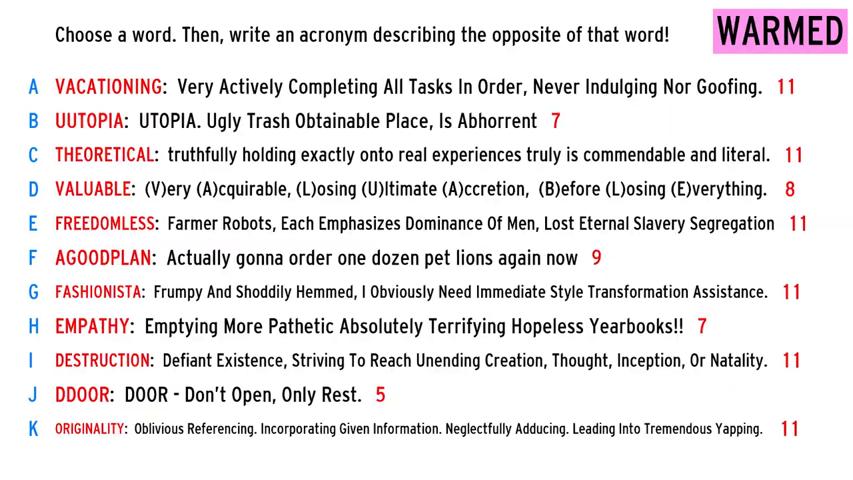 Choose a word. Then, write an acronym describing the opposite of that word! WARMED
A VACATIONING: Very Actively Completing All Tasks In Order, Never Indulging Nor Goofing. 11
B UUTOPIA: UTOPIA. Ugly Trash Obtainable Place, Is Abhorrent 7
C THEORETICAL: truthfully holding exactly onto real experiences truly is commendable and literal. 11
D VALUABLE: (V)ery (A)cquirable, (L)osing (U)ltimate (A)ccretion, (B)efore (L)osing (E)verything. 8
E FREEDOMLESS: Farmer Robots, Each Emphasizes Dominance Of Men, Lost Eternal Slavery Segregation 11
F AGOODPLAN: Actually gonna order one dozen pet lions again now 9
G FASHIONISTA: Frumpy And Shoddily Hemmed, I Obviously Need Immediate Style Transformation Assistance. 11
H EMPATHY: Emptying More Pathetic Absolutely Terrifying Hopeless Yearbooks!! 7
I DESTRUCTION: Defiant Existence, Striving To Reach Unending Creation, Thought, Inception, Or Natality. 11
J DDOOR: DOOR - Don't Open, Only Rest. 5
K ORIGINALITY: Oblivious Referencing. Incorporating Given Information. Neglectfully Adducing. Leading Into Tremendous Yapping. 11